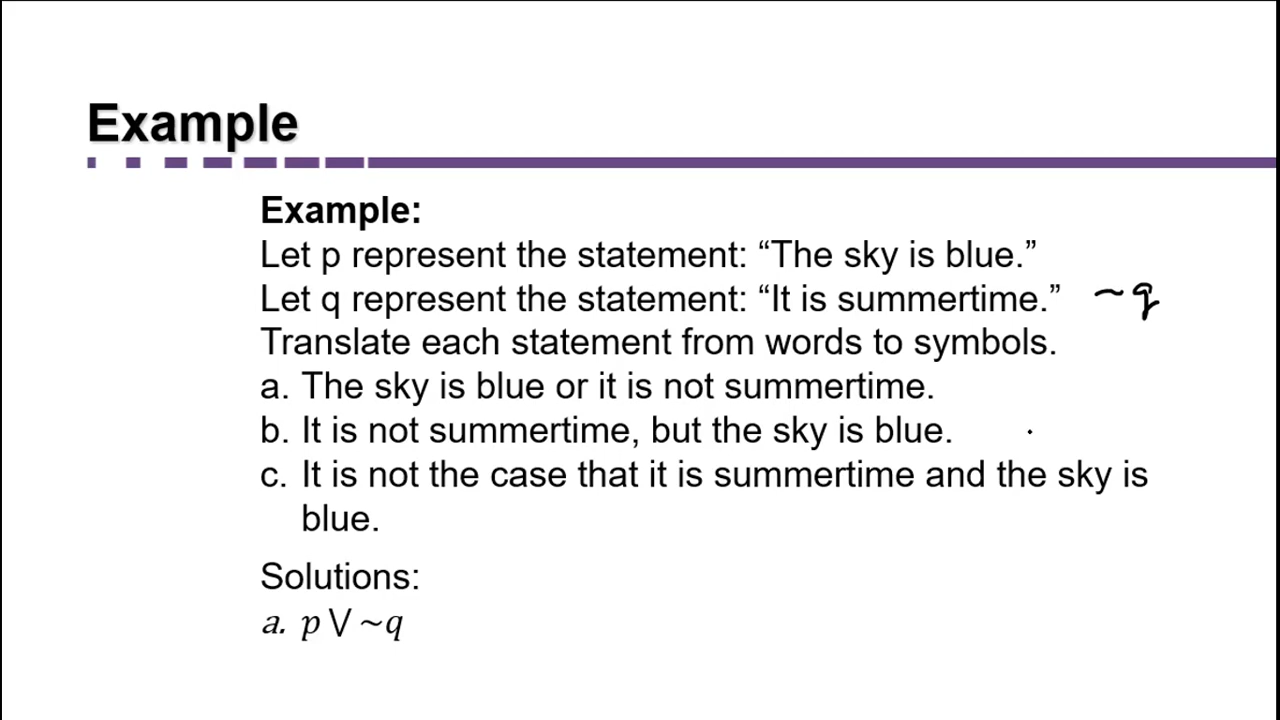 Example
Example:
Let p represent the statement: “The sky is blue.”
Let q represent the statement: “It is summertime.” ~q
Translate each statement from words to symbols.
a. The sky is blue or it is not summertime.
b. It is not summertime, but the sky is blue.
c. It is not the case that it is summertime and the sky is
blue.
Solutions:
a. p ∨ ~q